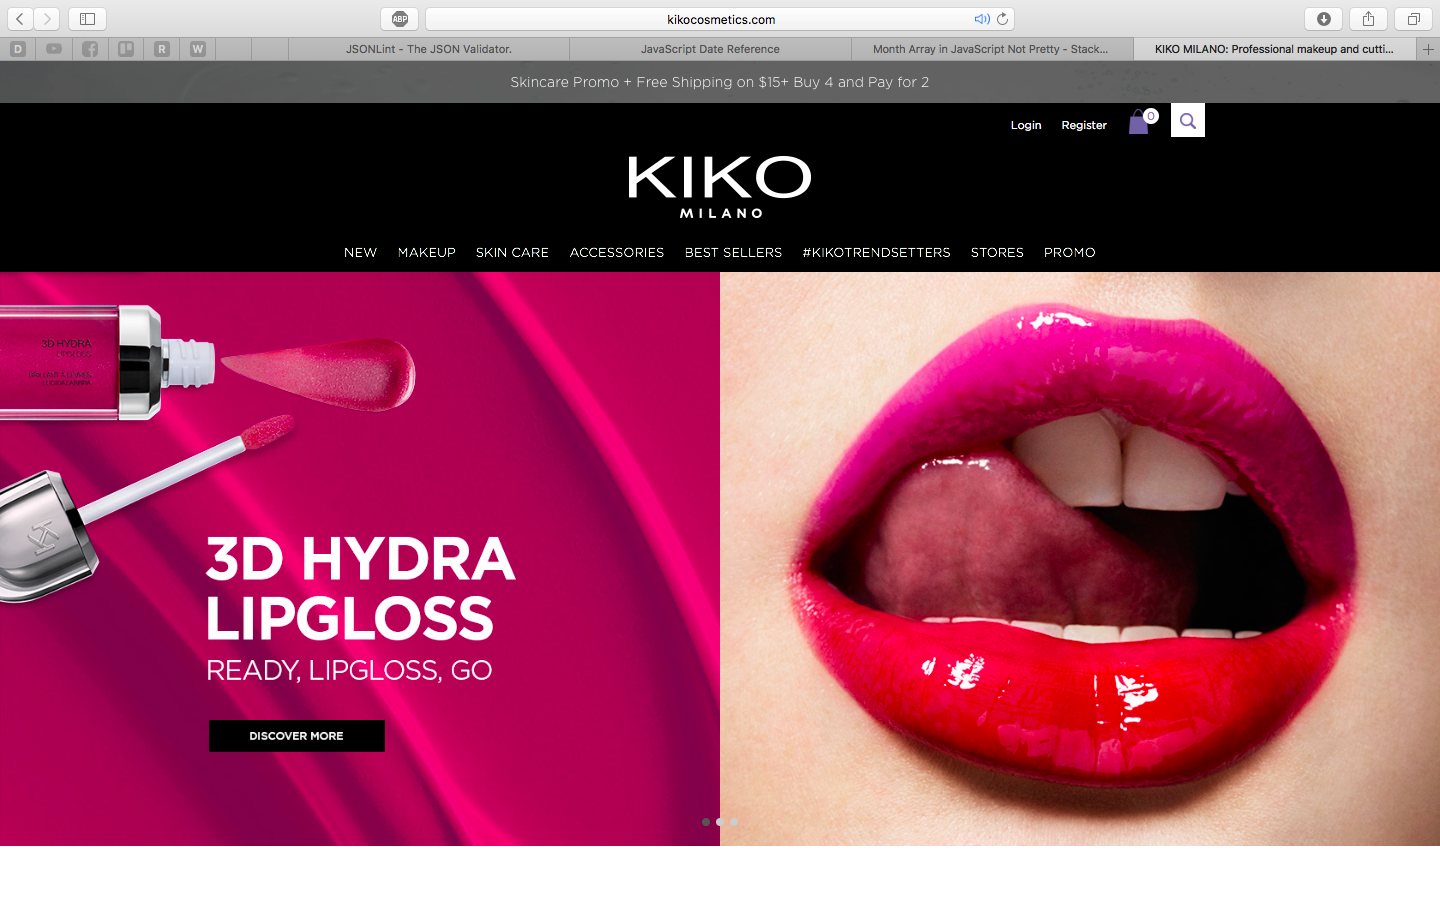 ABP
kikocosmetics.com
D
R
W
JSONLint - The JSON Validator.
JavaScript Date Reference
Month Array in JavaScript Not Pretty - Stack...
KIKO MILANO: Professional makeup and cutti...
Skincare Promo + Free Shipping on $15+ Buy 4 and Pay for 2
Login
Register
0
KIKO
MILANO
NEW
MAKEUP
SKIN CARE
ACCESSORIES
BEST SELLERS
#KIKOTRENDSETTERS
STORES
PROMO
3D HYDRA
LIPGLOSS
BRILLANT À LÈVRES
LUCIDALABBRA
3D HYDRA
LIPGLOSS
READY, LIPGLOSS, GO
DISCOVER MORE